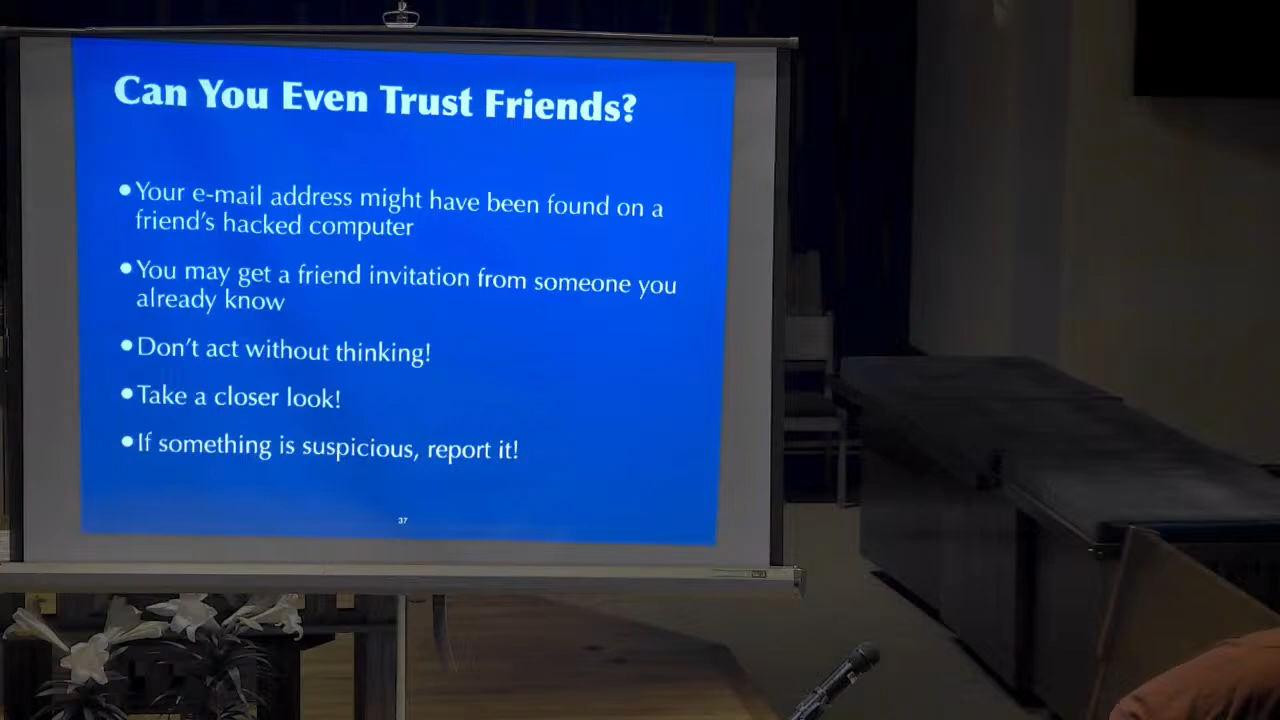 Can You Even Trust Friends?
•Your e-mail address might have been found on a
friend's hacked computer
•You may get a friend invitation from someone you
already know
•Don't act without thinking!
•Take a closer look!
•If something is suspicious, report it!
37